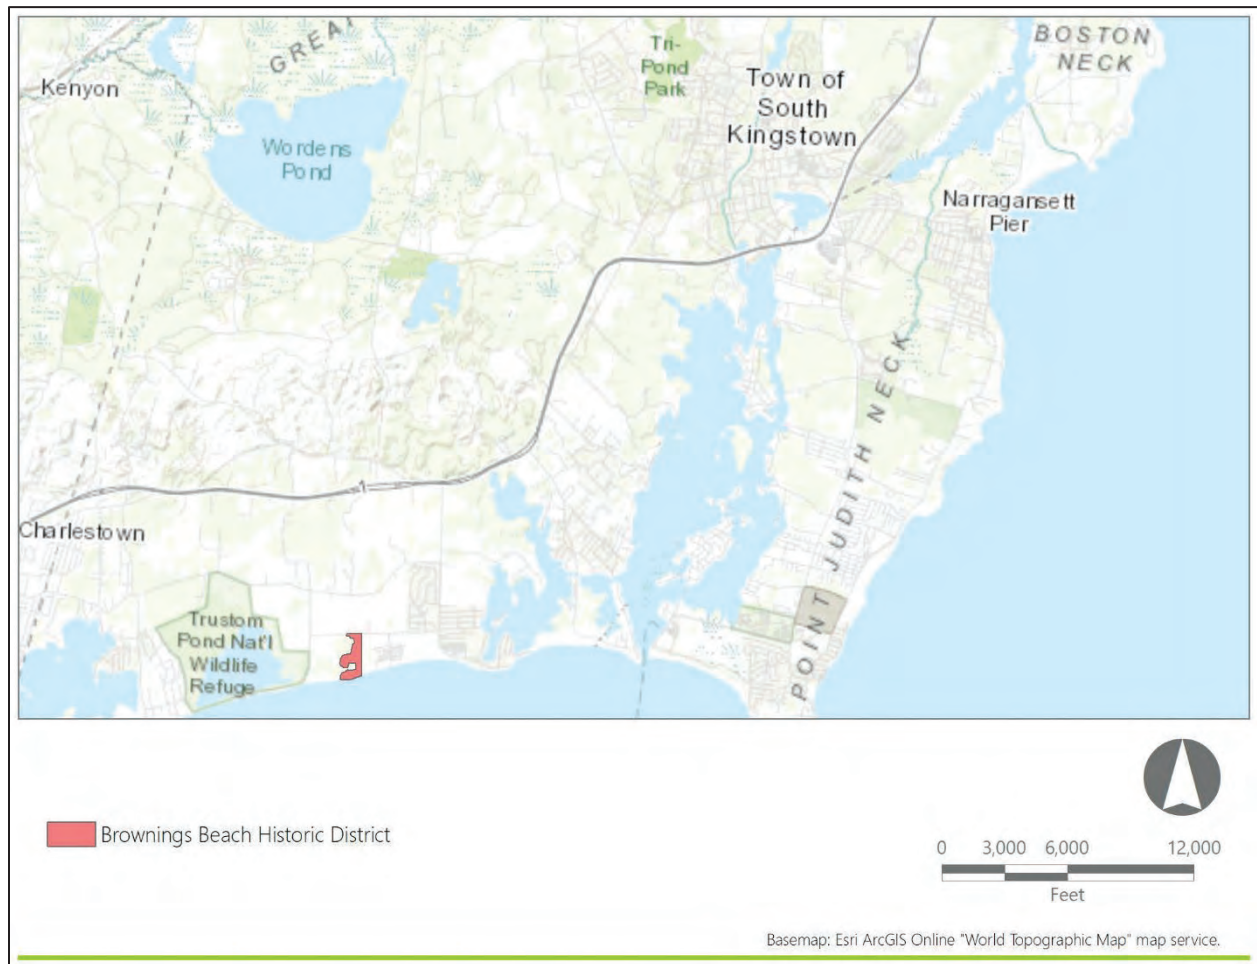 GREAT
BOSTON
NECK
Tri-
Pond
Park
Town of
South
Kingstown
Kenyon
Wordens
Pond
Narragansett
Pier
POINT JUDITH NECK
1
Charlestown
Trustom
Pond Nat'l
Wildlife
Refuge
Brownings Beach Historic District
0 3,000 6,000 12,000
Feet
Basemap: Esri ArcGIS Online "World Topographic Map" map service.